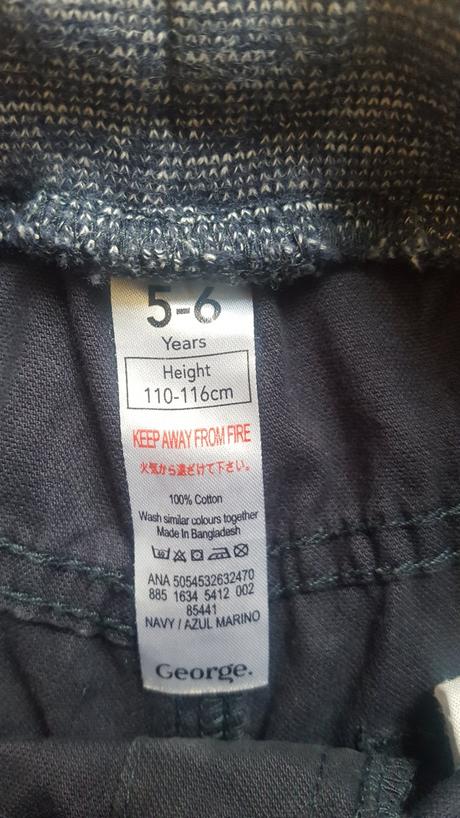 5-6
Years
Height
110-116cm
KEEP AWAY FROM FIRE
火気から遠ざけて下さい。
100% Cotton
Wash similar colours together
Made In Bangladesh
ANA 5054532632470
885 1634 5412 002
85441
NAVY / AZUL MARINO
George.